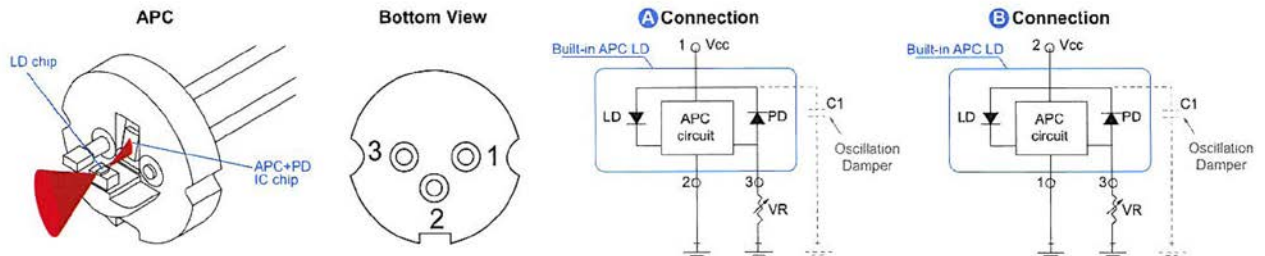 APC
LD chip
APC+PD
IC chip
Bottom View
3
1
2
A Connection
Built-in APC LD
1
Vcc
LD
APC
circuit
PD
C1
Oscillation
Damper
2
3
VR
B Connection
Built-in APC LD
2
Vcc
LD
APC
circuit
PD
C1
Oscillation
Damper
1
3
VR